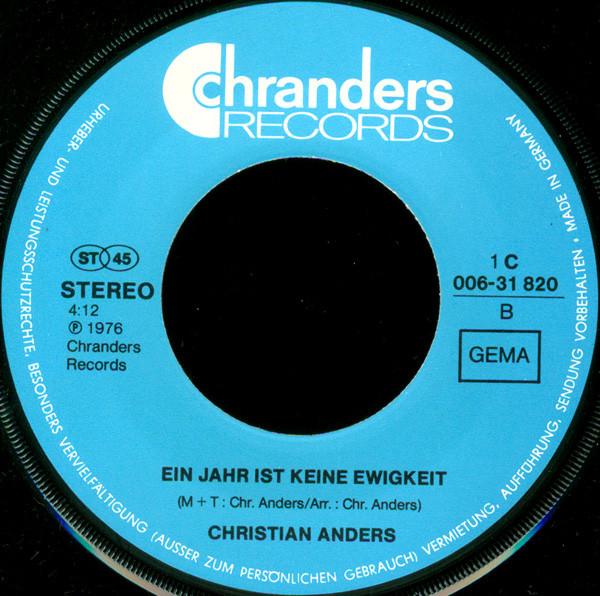 chranders
RECORDS
ST 45
STEREO
4:12
℗ 1976
Chranders
Records
1 C
006-31 820
B
GEMA
EIN JAHR IST KEINE EWIGKEIT
(M + T : Chr. Anders/Arr. : Chr. Anders)
CHRISTIAN ANDERS
URHEBER- UND LEISTUNGSSCHUTZRECHTE, BESONDERS VERVIELFÄLTIGUNG (AUSSER ZUM PERSÖNLICHEN GEBRAUCH) VERMIETUNG, AUFFÜHRUNG, SENDUNG VORBEHALTEN • MADE IN GERMANY